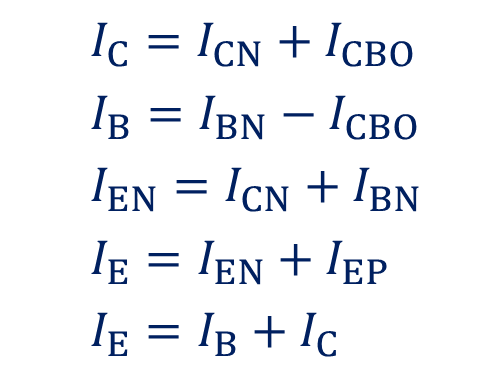 I_C = I_CN + I_CBO
I_B = I_BN − I_CBO
I_EN = I_CN + I_BN
I_E = I_EN + I_EP
I_E = I_B + I_C